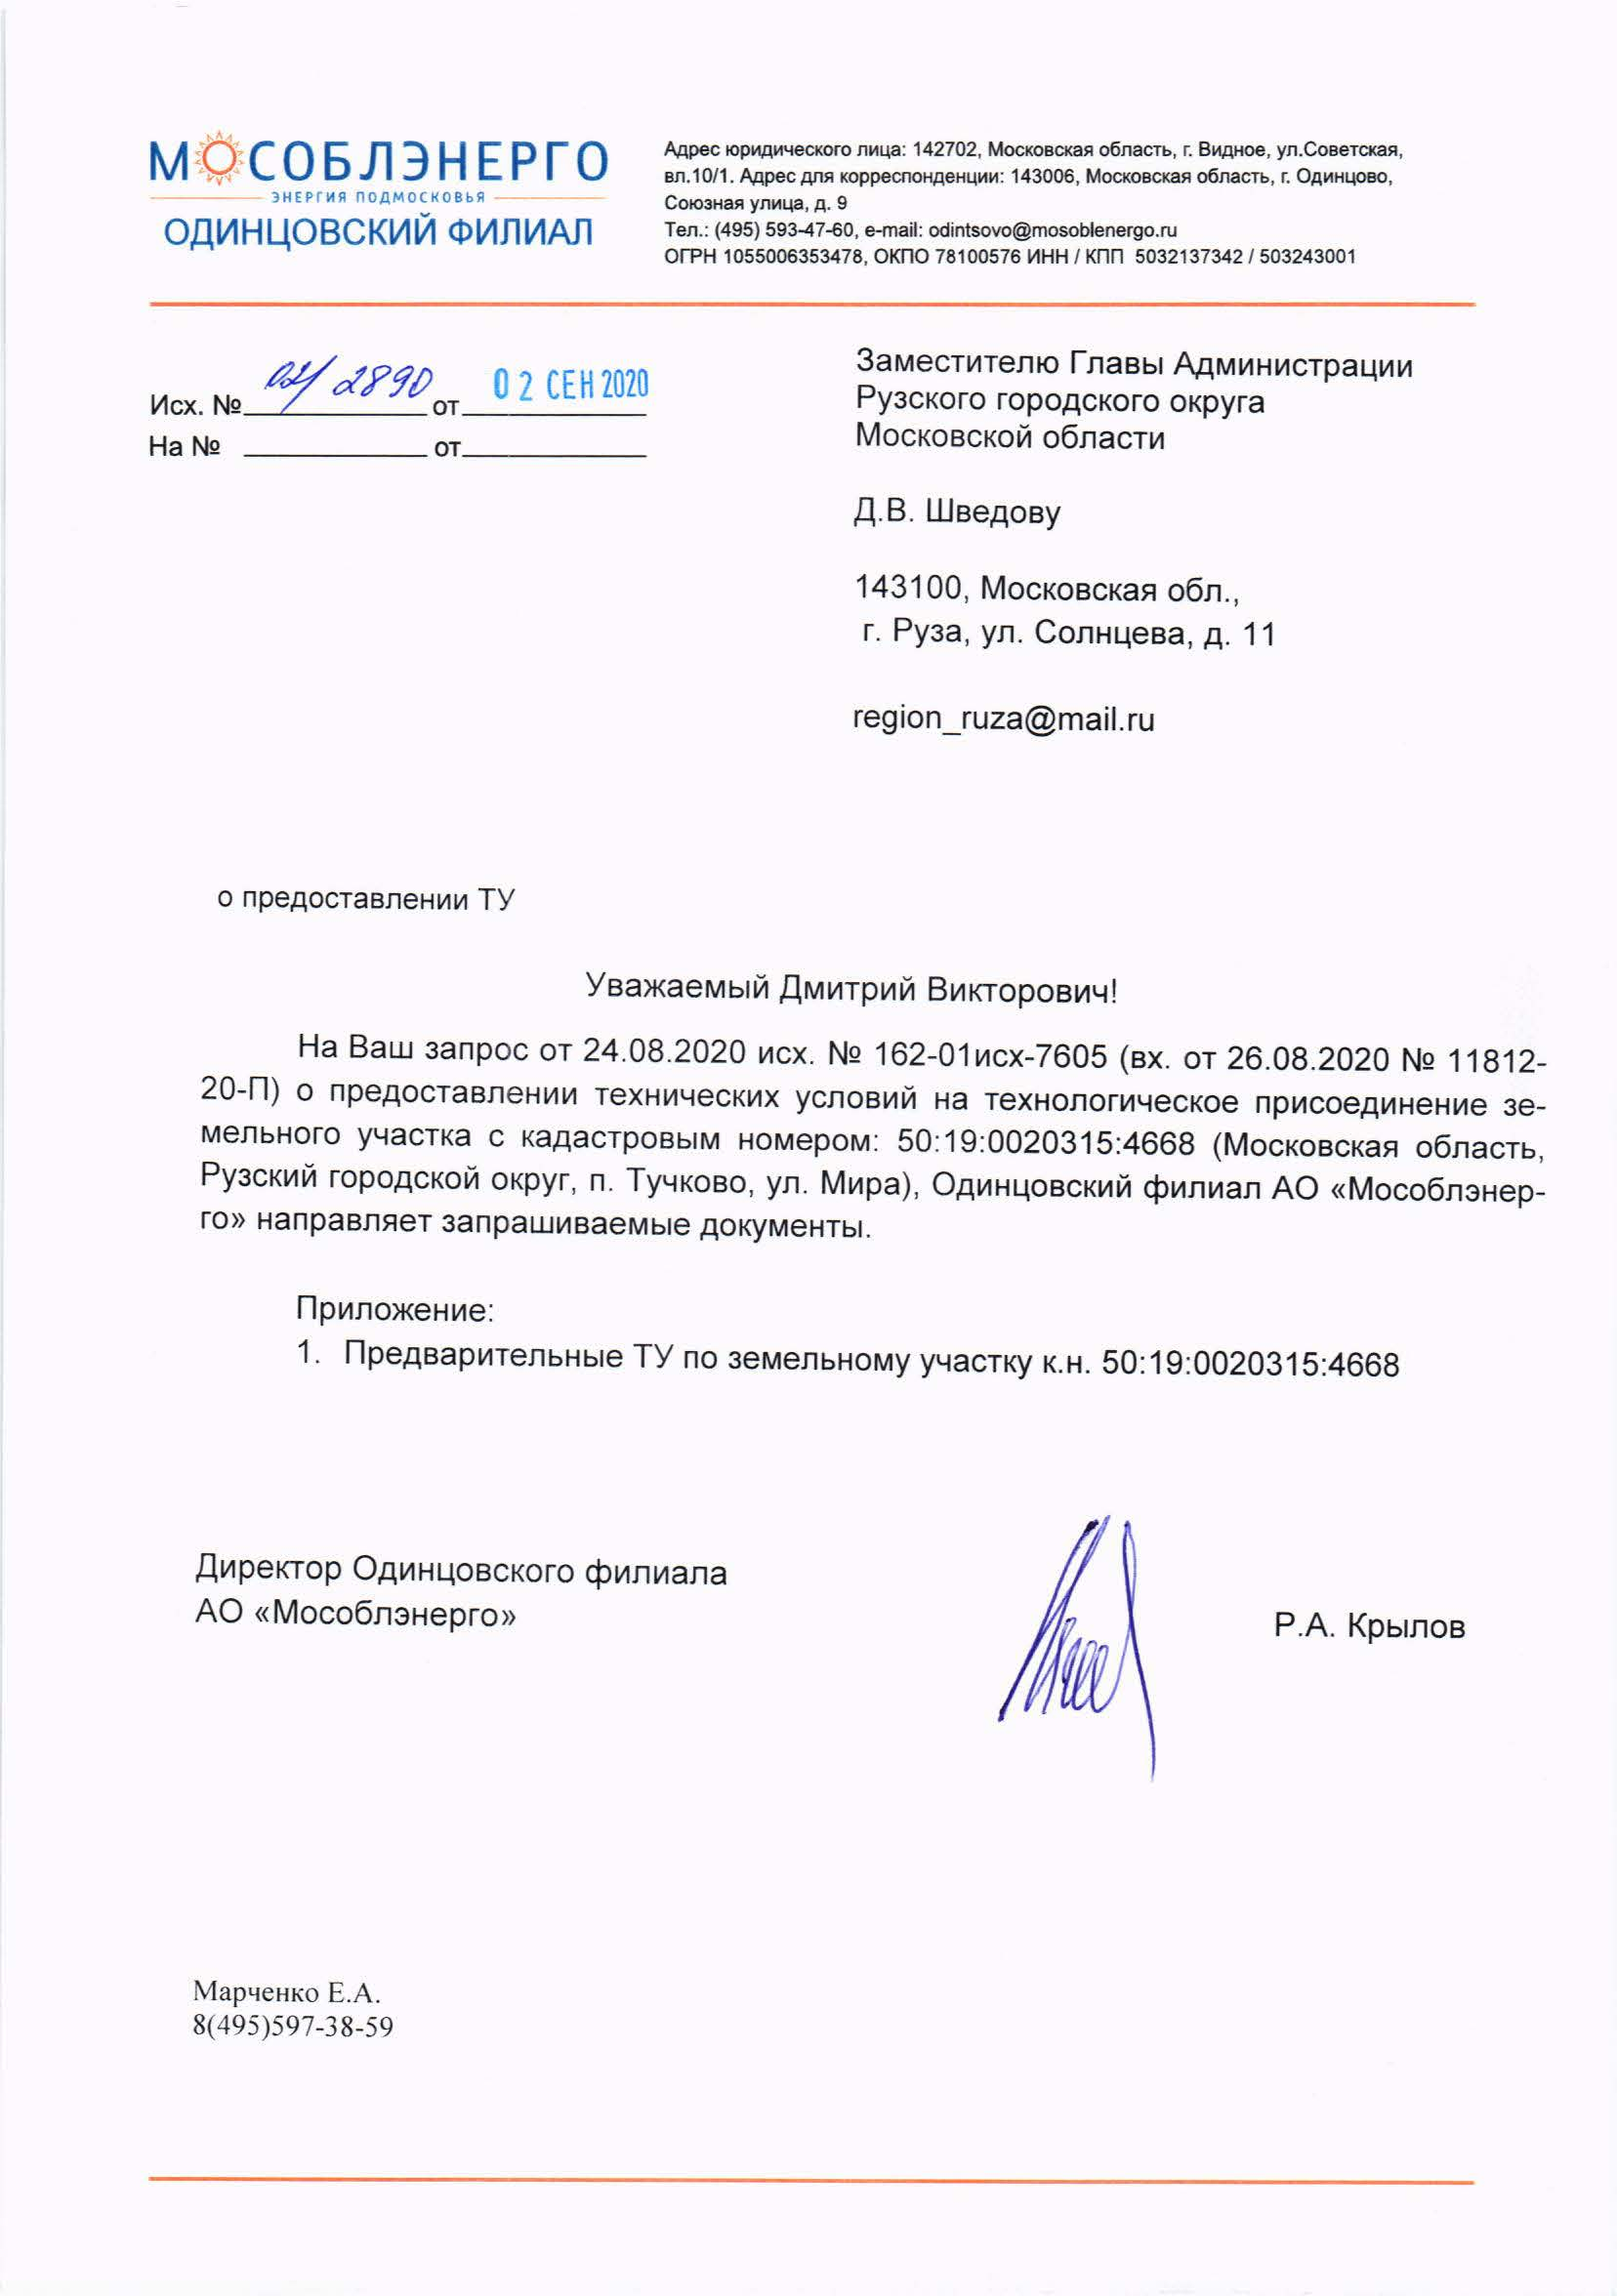 МОСОБЛЭНЕРГО
ЭНЕРГИЯ ПОДМОСКОВЬЯ
ОДИНЦОВСКИЙ ФИЛИАЛ
Адрес юридического лица: 142702, Московская область, г. Видное, ул.Советская,
вл.10/1. Адрес для корреспонденции: 143006, Московская область, г. Одинцово,
Союзная улица, д. 9
Тел.: (495) 593-47-60, e-mail: odintsovo@mosoblenergo.ru
ОГРН 1055006353478, ОКПО 78100576 ИНН / КПП 5032137342 / 503243001
Исх. № 2890 от 02 СЕН 2020
На № от
Заместителю Главы Администрации
Рузского городского округа
Московской области
Д.В. Шведову
143100, Московская обл.,
г. Руза, ул. Солнцева, д. 11
region_ruza@mail.ru
о предоставлении ТУ
Уважаемый Дмитрий Викторович!
На Ваш запрос от 24.08.2020 исх. № 162-01исх-7605 (вх. от 26.08.2020 № 11812-
20-П) о предоставлении технических условий на технологическое присоединение зе-
мельного участка с кадастровым номером: 50:19:0020315:4668 (Московская область,
Рузский городской округ, п. Тучково, ул. Мира), Одинцовский филиал АО «Мособлэнер-
го» направляет запрашиваемые документы.
Приложение:
1. Предварительные ТУ по земельному участку к.н. 50:19:0020315:4668
Директор Одинцовского филиала
АО «Мособлэнерго»
Р.А. Крылов
Марченко Е.А.
8(495)597-38-59